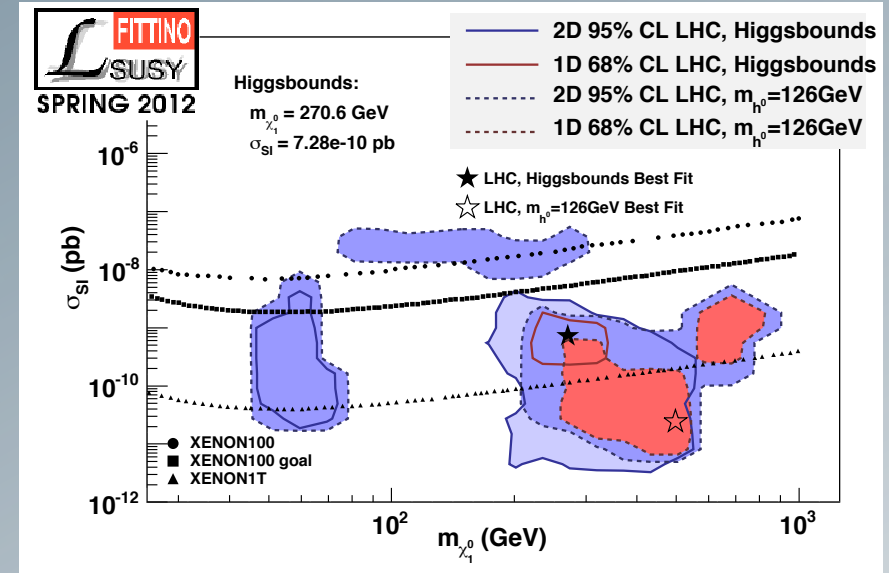 FITTINO
L SUSY
SPRING 2012
2D 95% CL LHC, Higgsbounds
1D 68% CL LHC, Higgsbounds
2D 95% CL LHC, m_h⁰=126GeV
1D 68% CL LHC, m_h⁰=126GeV
Higgsbounds:
m_χ₁⁰ = 270.6 GeV
σ_SI = 7.28e-10 pb
LHC, Higgsbounds Best Fit
LHC, m_h⁰=126GeV Best Fit
σ_SI (pb)
10⁻⁶
10⁻⁸
10⁻¹⁰
10⁻¹²
XENON100
XENON100 goal
XENON1T
10²
10³
m_χ₁⁰ (GeV)